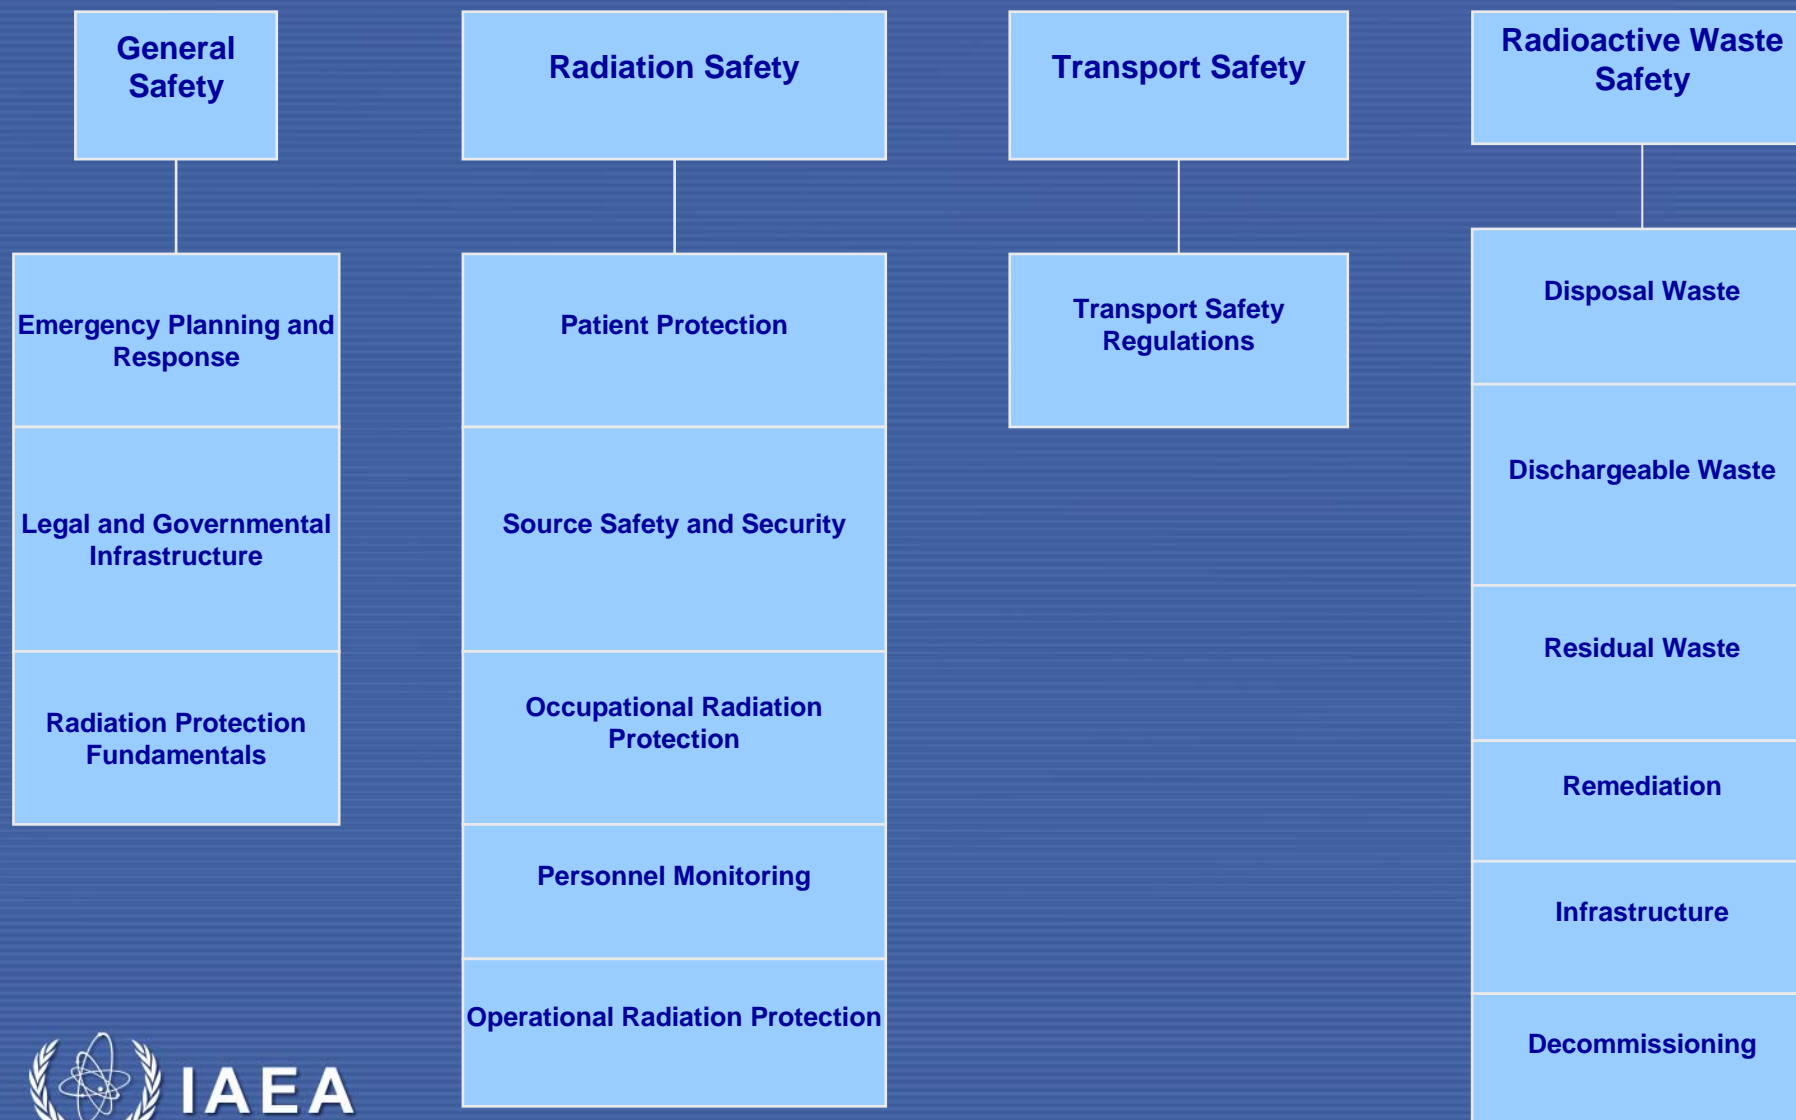 General
Safety
Emergency Planning and
Response
Legal and Governmental
Infrastructure
Radiation Protection
Fundamentals
Radiation Safety
Patient Protection
Source Safety and Security
Occupational Radiation
Protection
Personnel Monitoring
Operational Radiation Protection
Transport Safety
Transport Safety
Regulations
Radioactive Waste
Safety
Disposal Waste
Dischargeable Waste
Residual Waste
Remediation
Infrastructure
Decommissioning
IAEA